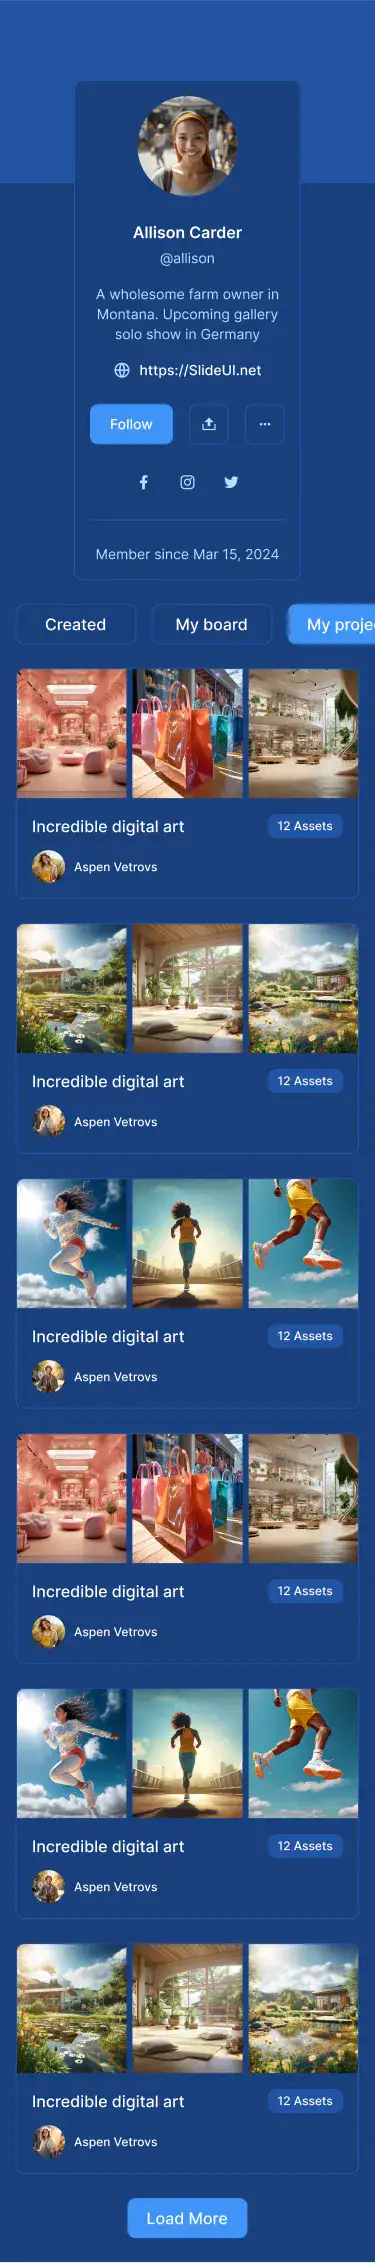 Allison Carder
@allison
A wholesome farm owner in
Montana. Upcoming gallery
solo show in Germany
https://SlideUI.net
Follow
Member since Mar 15, 2024
Created
My board
My proje
Incredible digital art
12 Assets
Aspen Vetrovs
Incredible digital art
12 Assets
Aspen Vetrovs
Incredible digital art
12 Assets
Aspen Vetrovs
Incredible digital art
12 Assets
Aspen Vetrovs
Incredible digital art
12 Assets
Aspen Vetrovs
Incredible digital art
12 Assets
Aspen Vetrovs
Load More